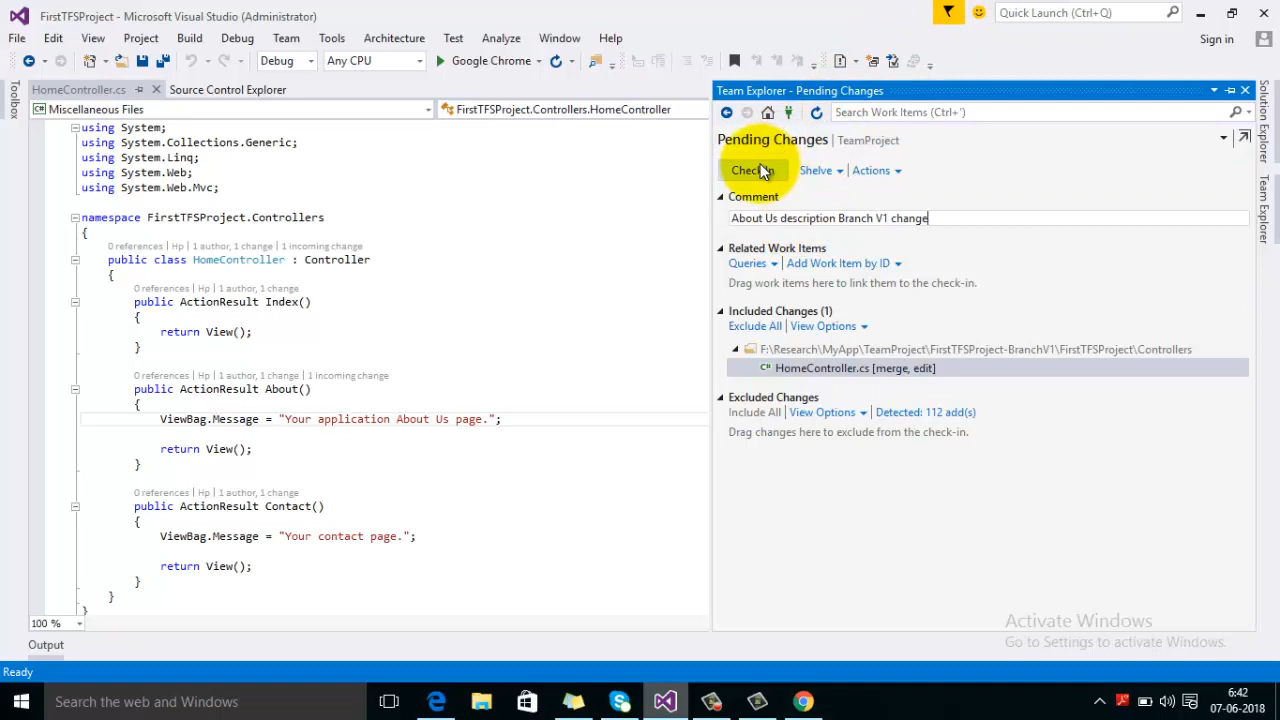 FirstTFSProject - Microsoft Visual Studio (Administrator)
Quick Launch (Ctrl+Q)
File Edit View Project Build Debug Team Tools Architecture Test Analyze Window Help
Sign in
Debug Any CPU Google Chrome
HomeController.cs Source Control Explorer
Miscellaneous Files FirstTFSProject.Controllers.HomeController
Toolbox
using System;
using System.Collections.Generic;
using System.Linq;
using System.Web;
using System.Web.Mvc;
namespace FirstTFSProject.Controllers
{
0 references | Hp | 1 author, 1 change | 1 incoming change
public class HomeController : Controller
{
0 references | Hp | 1 author, 1 change
public ActionResult Index()
{
return View();
}
0 references | Hp | 1 author, 1 change | 1 incoming change
public ActionResult About()
{
ViewBag.Message = "Your application About Us page.";
return View();
}
0 references | Hp | 1 author, 1 change
public ActionResult Contact()
{
ViewBag.Message = "Your contact page.";
return View();
}
}
}
100 %
Output
Team Explorer - Pending Changes
Search Work Items (Ctrl+')
Pending Changes | TeamProject
Check In Shelve Actions
Comment
About Us description Branch V1 change
Related Work Items
Queries | Add Work Item by ID
Drag work items here to link them to the check-in.
Included Changes (1)
Exclude All | View Options
F:\Research\MyApp\TeamProject\FirstTFSProject-BranchV1\FirstTFSProject\Controllers
HomeController.cs [merge, edit]
Excluded Changes
Include All | View Options | Detected: 112 add(s)
Drag changes here to exclude from the check-in.
Solution Explorer
Team Explorer
Activate Windows
Go to Settings to activate Windows.
Ready
Search the web and Windows
6:42
07-06-2018